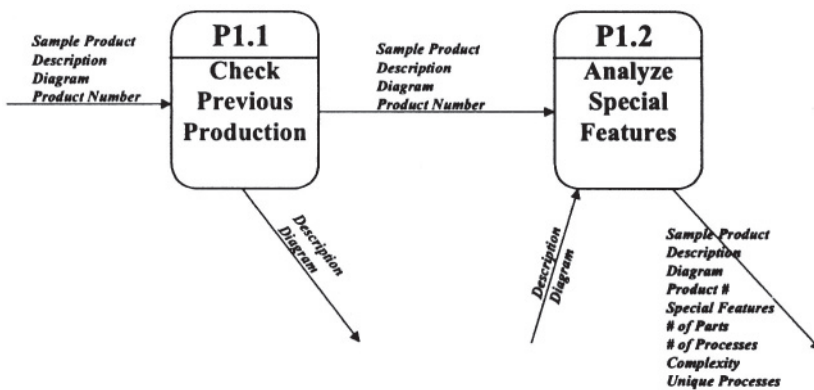 Sample Product
Description
Diagram
Product Number
P1.1
Check
Previous
Production
Sample Product
Description
Diagram
Product Number
P1.2
Analyze
Special
Features
Description
Diagram
Description
Diagram
Sample Product
Description
Diagram
Product #
Special Features
# of Parts
# of Processes
Complexity
Unique Processes